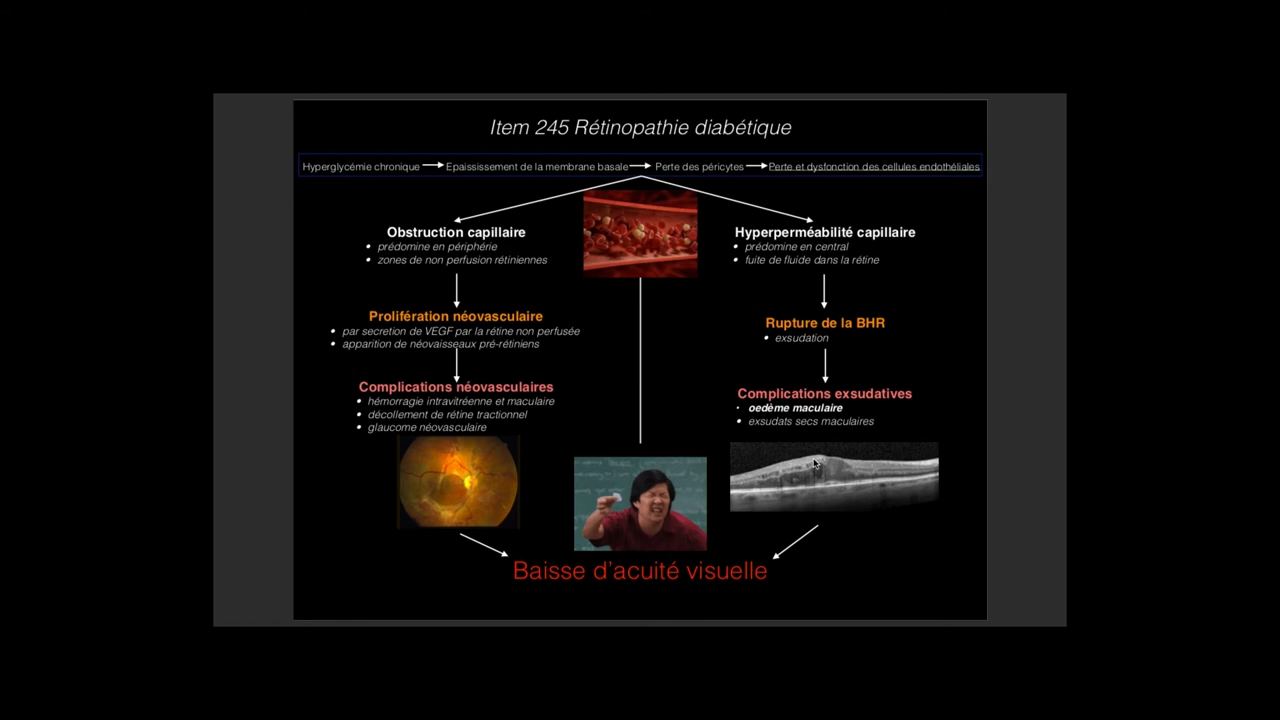 Item 245 Rétinopathie diabétique
Hyperglycémie chronique Epaississement de la membrane basale Perte des péricytes Perte et dysfonction des cellules endothéliales
Obstruction capillaire
• prédomine en périphérie
• zones de non perfusion rétiniennes
Hyperperméabilité capillaire
• prédomine en central
• fuite de fluide dans la rétine
Prolifération néovasculaire
• par secretion de VEGF par la rétine non perfusée
• apparition de néovaisseaux pré-rétiniens
Rupture de la BHR
• exsudation
Complications néovasculaires
• hémorragie intravitréenne et maculaire
• décollement de rétine tractionnel
• glaucome néovasculaire
Complications exsudatives
• oedème maculaire
• exsudats secs maculaires
Baisse d'acuité visuelle